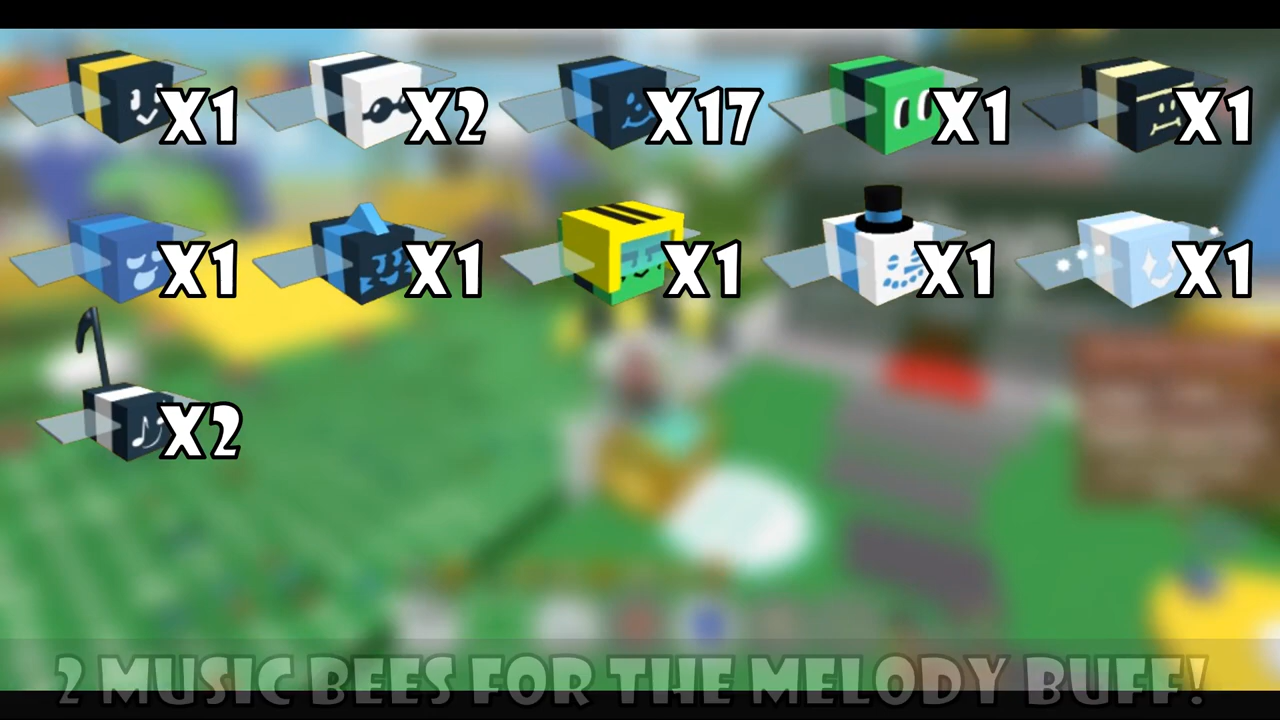 X1 X2 X17 X1 X1
X1 X1 X1 X1 X1
X2
2 MUSIC BEES FOR THE MELODY BUFF!